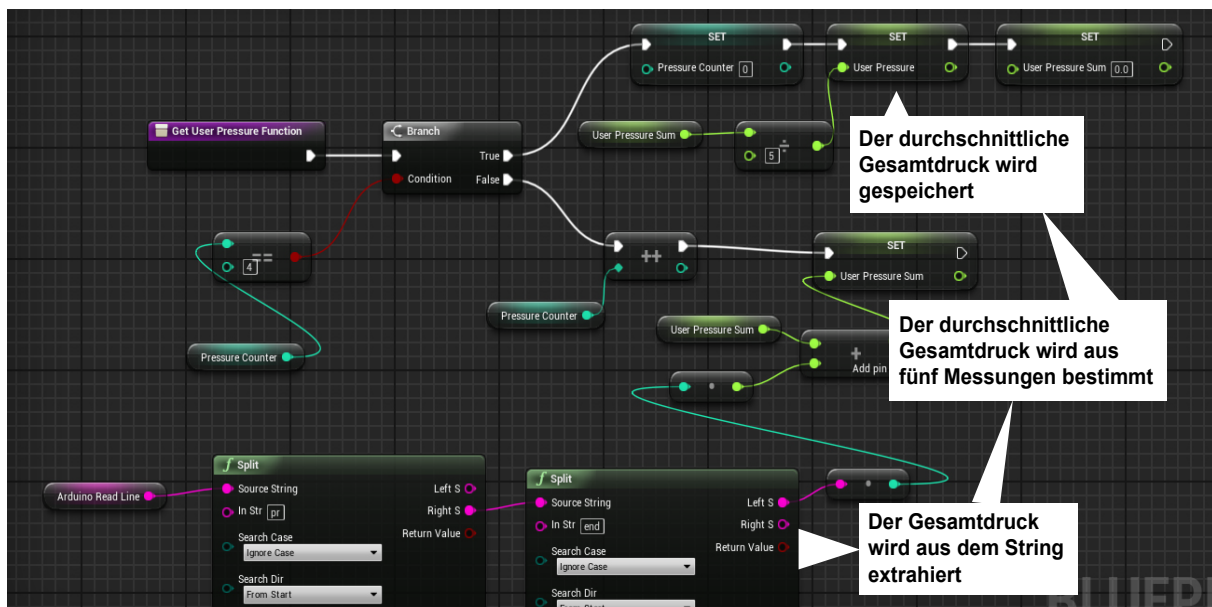 SET
SET
SET
Pressure Counter 0
User Pressure
User Pressure Sum 0.0
Get User Pressure Function
Branch
True
Condition
False
User Pressure Sum
5 ÷
Der durchschnittliche
Gesamtdruck wird
gespeichert
==
4
++
SET
User Pressure Sum
Pressure Counter
User Pressure Sum
+
Add pin
Der durchschnittliche
Gesamtdruck wird aus
fünf Messungen bestimmt
Pressure Counter
Arduino Read Line
f Split
Source String
Left S
In Str pr
Right S
Search Case
Return Value
Ignore Case
Search Dir
From Start
f Split
Source String
Left S
In Str end
Right S
Search Case
Return Value
Ignore Case
Search Dir
From Start
Der Gesamtdruck
wird aus dem String
extrahiert